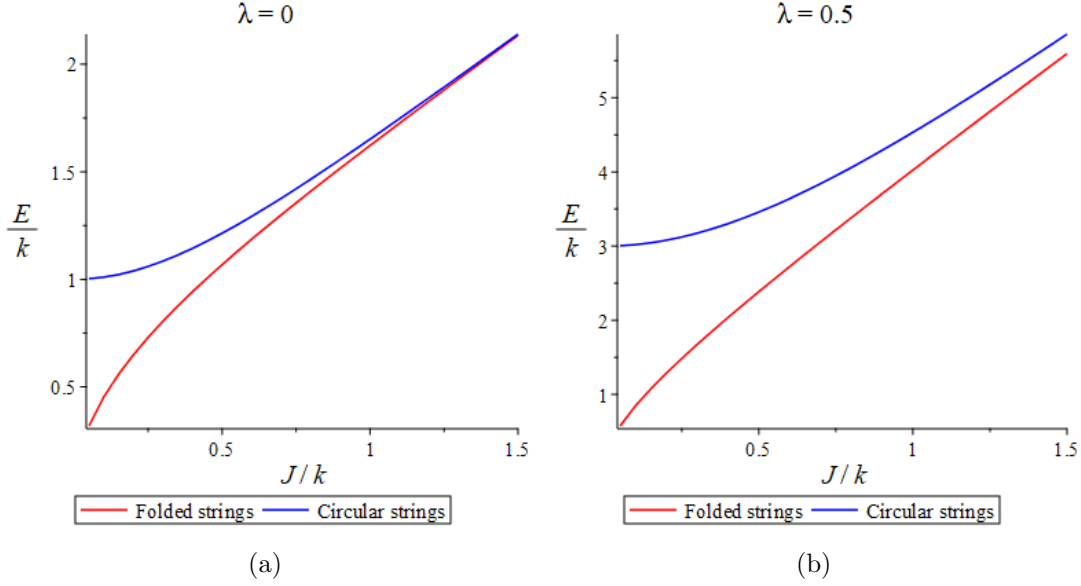 λ = 0
E/k
2
1.5
1
0.5
0.5
1
1.5
J/k
Folded strings
Circular strings
(a)
λ = 0.5
E/k
5
4
3
2
1
0.5
1
1.5
J/k
Folded strings
Circular strings
(b)